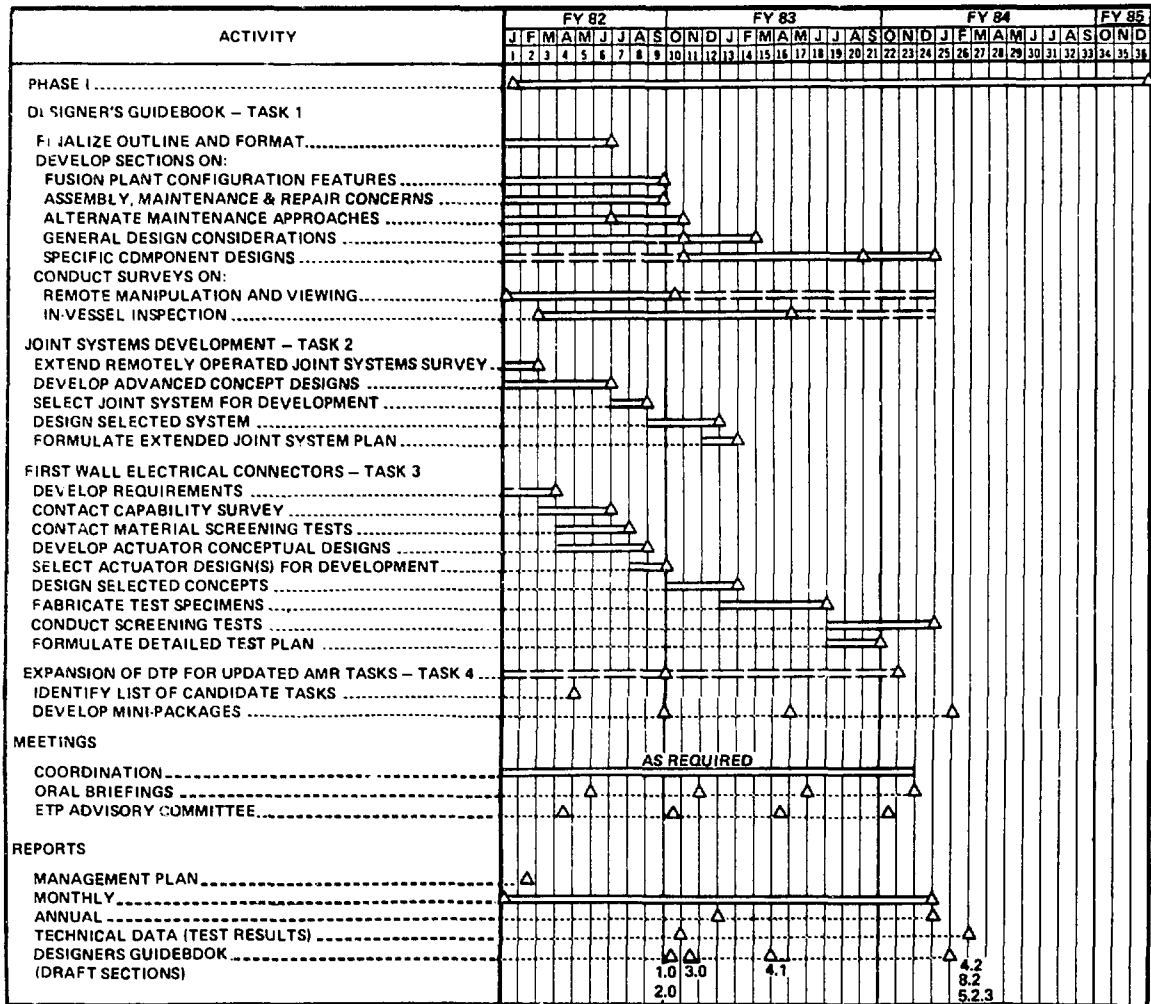 ACTIVITY
FY 82 FY 83 FY 84 FY 85
J F M A M J J A S O N D J F M A M J J A S O N D J F M A M J J A S O N D
1 2 3 4 5 6 7 8 9 10 11 12 13 14 15 16 17 18 19 20 21 22 23 24 25 26 27 28 29 30 31 32 33 34 35 36
PHASE I
DESIGNER'S GUIDEBOOK – TASK 1
FINALIZE OUTLINE AND FORMAT
DEVELOP SECTIONS ON:
FUSION PLANT CONFIGURATION FEATURES
ASSEMBLY, MAINTENANCE & REPAIR CONCERNS
ALTERNATE MAINTENANCE APPROACHES
GENERAL DESIGN CONSIDERATIONS
SPECIFIC COMPONENT DESIGNS
CONDUCT SURVEYS ON:
REMOTE MANIPULATION AND VIEWING
IN-VESSEL INSPECTION
JOINT SYSTEMS DEVELOPMENT – TASK 2
EXTEND REMOTELY OPERATED JOINT SYSTEMS SURVEY
DEVELOP ADVANCED CONCEPT DESIGNS
SELECT JOINT SYSTEM FOR DEVELOPMENT
DESIGN SELECTED SYSTEM
FORMULATE EXTENDED JOINT SYSTEM PLAN
FIRST WALL ELECTRICAL CONNECTORS – TASK 3
DEVELOP REQUIREMENTS
CONTACT CAPABILITY SURVEY
CONTACT MATERIAL SCREENING TESTS
DEVELOP ACTUATOR CONCEPTUAL DESIGNS
SELECT ACTUATOR DESIGN(S) FOR DEVELOPMENT
DESIGN SELECTED CONCEPTS
FABRICATE TEST SPECIMENS
CONDUCT SCREENING TESTS
FORMULATE DETAILED TEST PLAN
EXPANSION OF DTP FOR UPDATED AMR TASKS – TASK 4
IDENTIFY LIST OF CANDIDATE TASKS
DEVELOP MINI-PACKAGES
MEETINGS
COORDINATION AS REQUIRED
ORAL BRIEFINGS
ETP ADVISORY COMMITTEE
REPORTS
MANAGEMENT PLAN
MONTHLY
ANNUAL
TECHNICAL DATA (TEST RESULTS)
DESIGNERS GUIDEBOOK
(DRAFT SECTIONS)
1.0 3.0 4.1 4.2
8.2
2.0 5.2.3